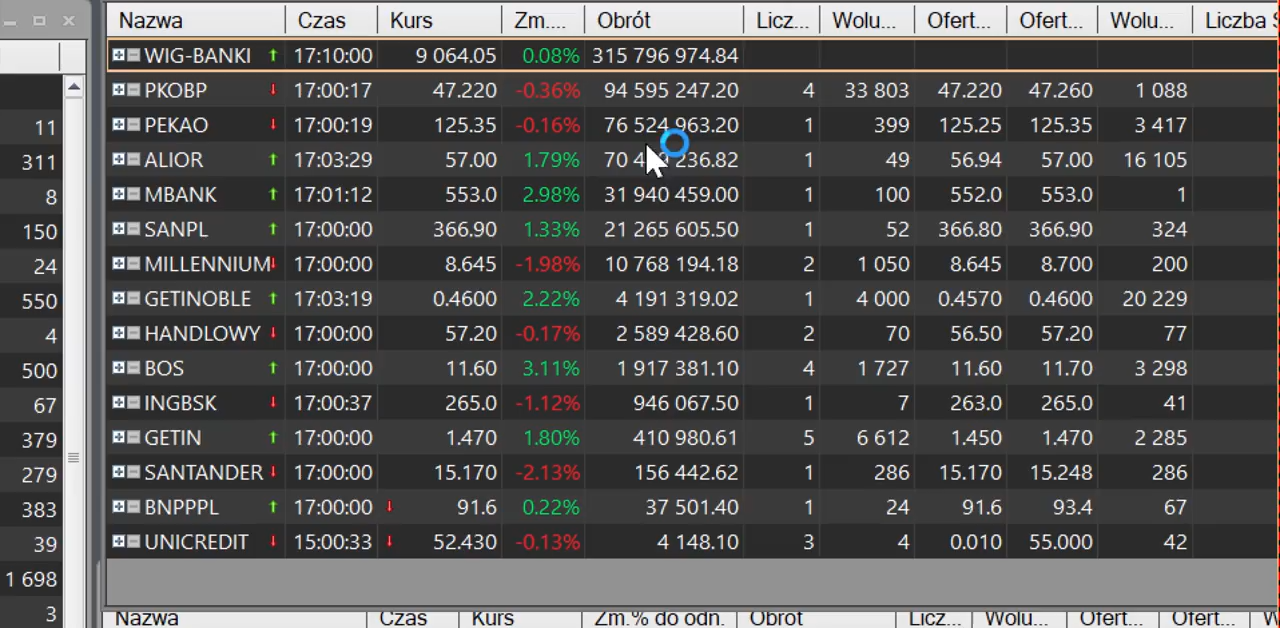 Nazwa Czas Kurs Zm.... Obrót Licz... Wolu... Ofert... Ofert... Wolu... Liczba
WIG-BANKI 17:10:00 9 064.05 0.08% 315 796 974.84
PKOBP 17:00:17 47.220 -0.36% 94 595 247.20 4 33 803 47.220 47.260 1 088
11 PEKAO 17:00:19 125.35 -0.16% 76 524 963.20 1 399 125.25 125.35 3 417
311 ALIOR 17:03:29 57.00 1.79% 70 236.82 1 49 56.94 57.00 16 105
8 MBANK 17:01:12 553.0 2.98% 31 940 459.00 1 100 552.0 553.0 1
150 SANPL 17:00:00 366.90 1.33% 21 265 605.50 1 52 366.80 366.90 324
24 MILLENNIUM 17:00:00 8.645 -1.98% 10 768 194.18 2 1 050 8.645 8.700 200
550 GETINOBLE 17:03:19 0.4600 2.22% 4 191 319.02 1 4 000 0.4570 0.4600 20 229
4 HANDLOWY 17:00:00 57.20 -0.17% 2 589 428.60 2 70 56.50 57.20 77
500 BOS 17:00:00 11.60 3.11% 1 917 381.10 4 1 727 11.60 11.70 3 298
67 INGBSK 17:00:37 265.0 -1.12% 946 067.50 1 7 263.0 265.0 41
379 GETIN 17:00:00 1.470 1.80% 410 980.61 5 6 612 1.450 1.470 2 285
279 SANTANDER 17:00:00 15.170 -2.13% 156 442.62 1 286 15.170 15.248 286
383 BNPPPL 17:00:00 91.6 0.22% 37 501.40 1 24 91.6 93.4 67
39 UNICREDIT 15:00:33 52.430 -0.13% 4 148.10 3 4 0.010 55.000 42
1 698
3
Nazwa Czas Kurs Zm.% do odn. Obrót Licz... Wolu... Ofert... Ofert...